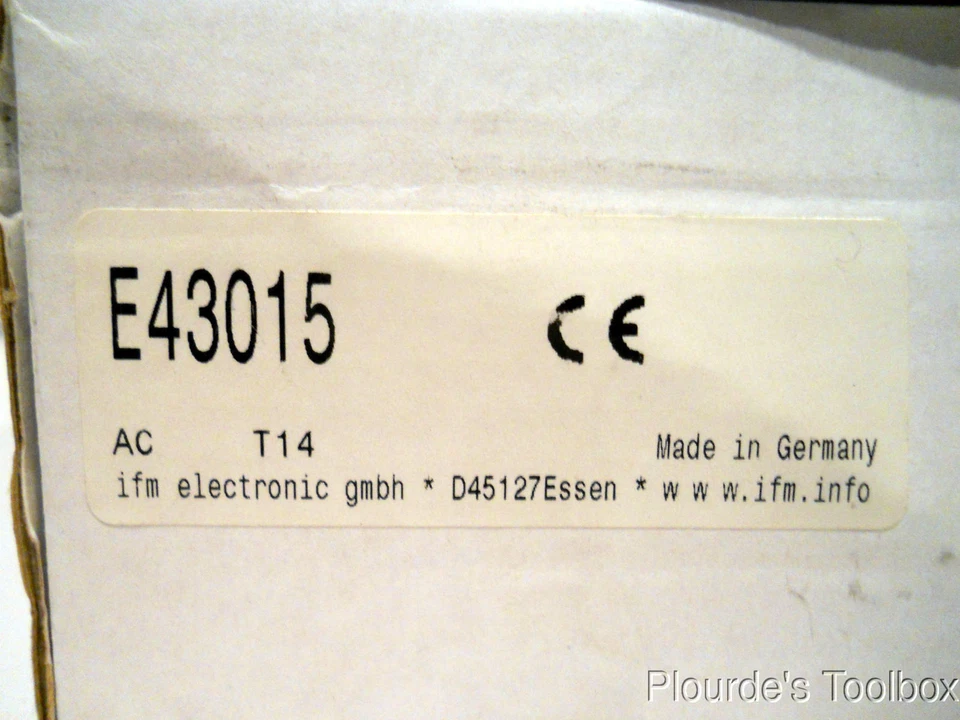 E43015 CE
AC T14 Made in Germany
ifm electronic gmbh * D45127Essen * w w w.ifm.info
Plourde's Toolbox